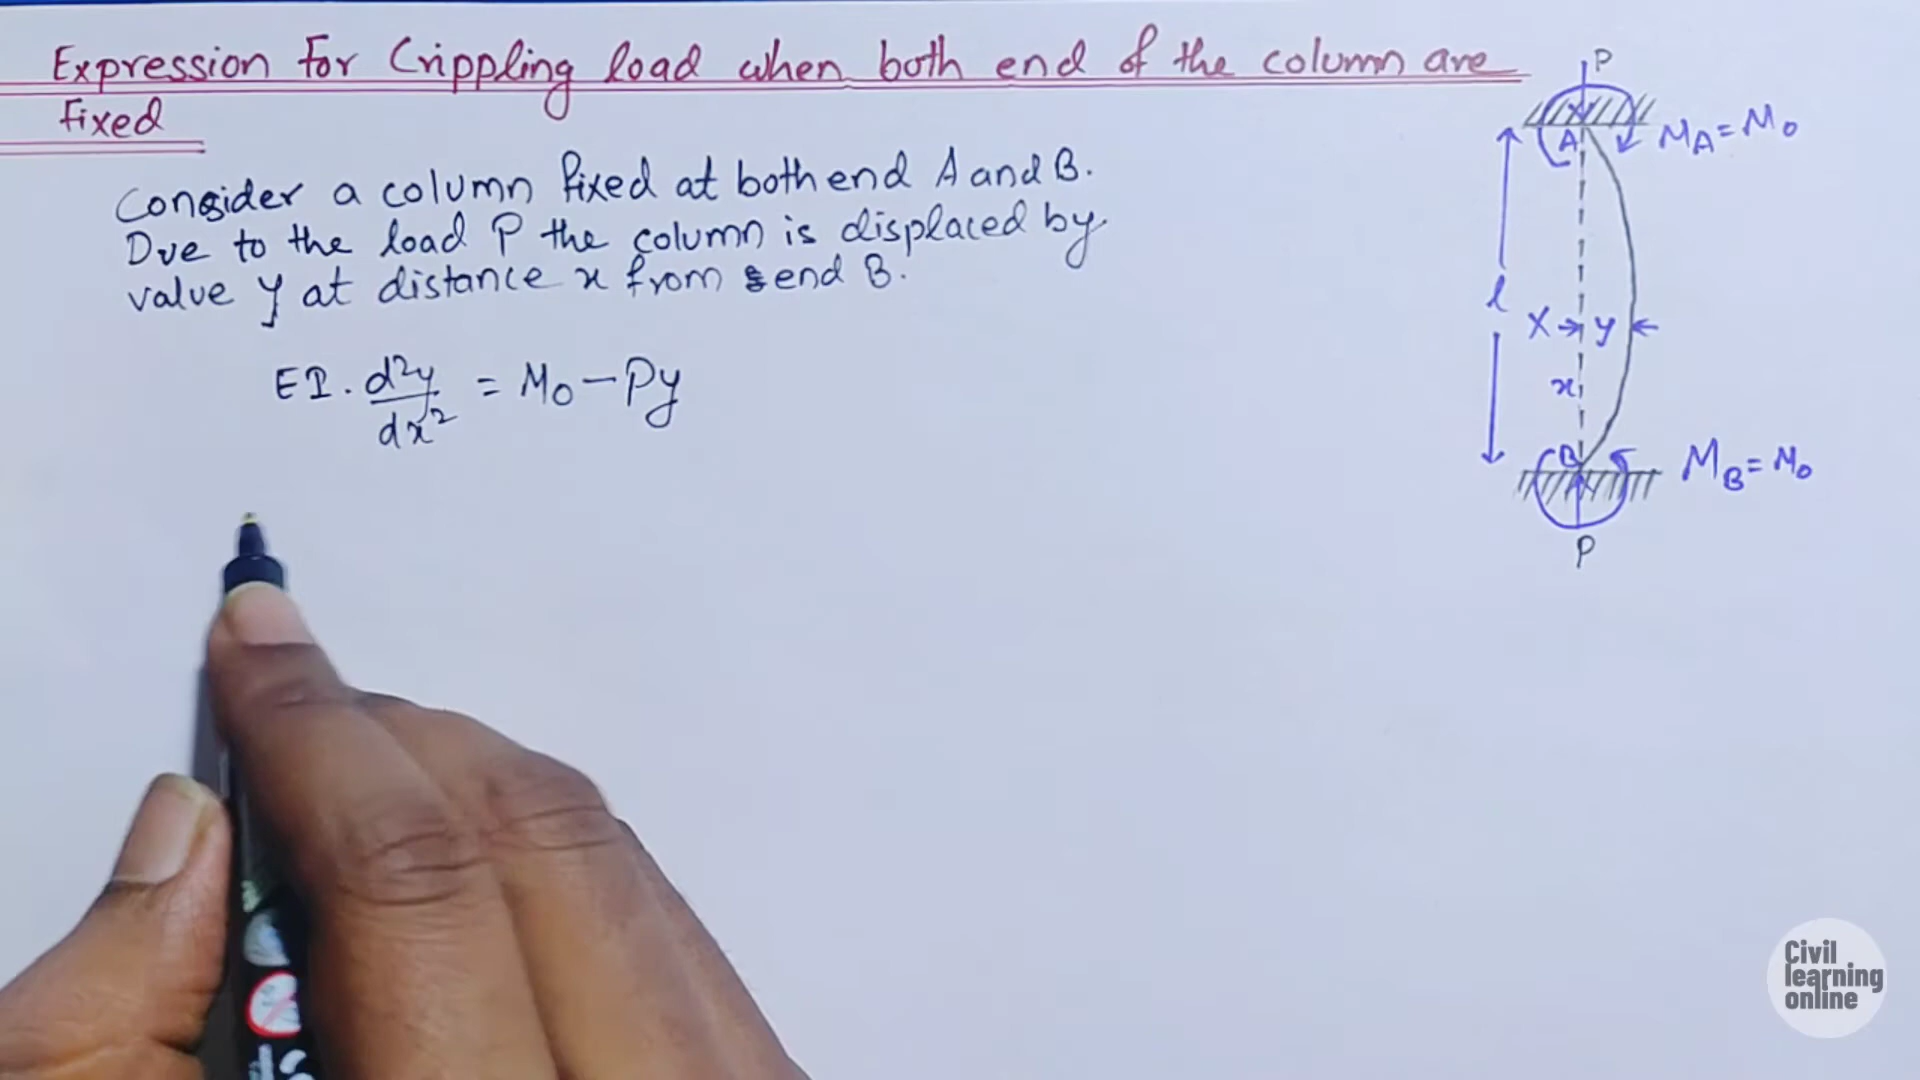 Expression for Crippling load when both end of the column are
fixed
Consider a column fixed at both end A and B.
Due to the load P the column is displaced by
value y at distance x from end B.
EI. d²y/dx² = M₀ - Py
P
A
M_A = M₀
l
X
y
x
B
M_B = M₀
P
Civil
learning
online